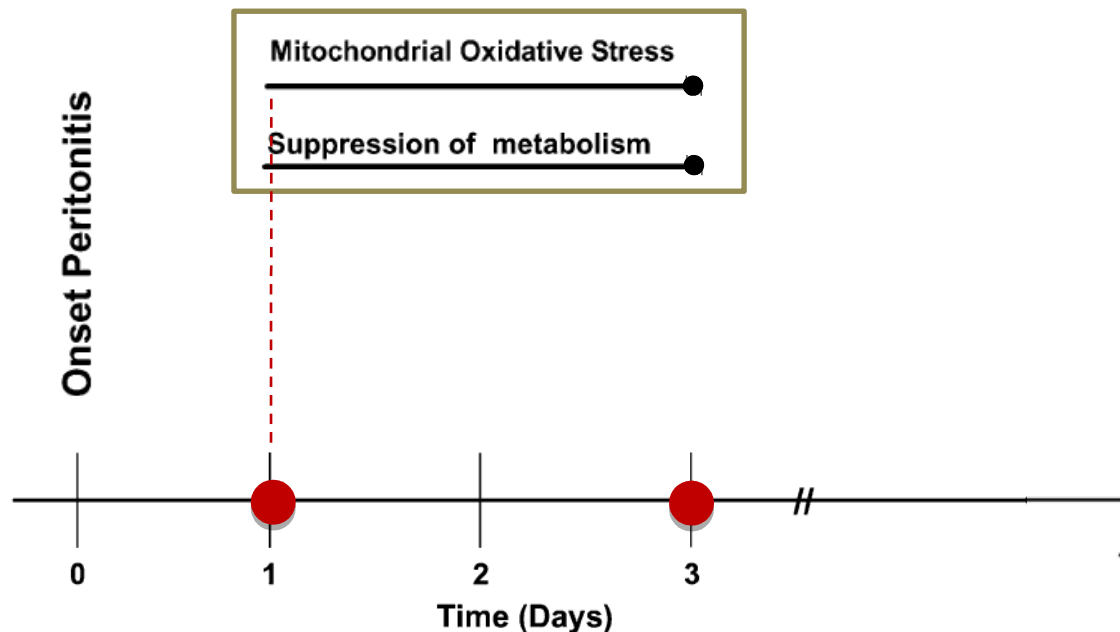 Mitochondrial Oxidative Stress
Suppression of metabolism
Onset Peritonitis
//
0 1 2 3
Time (Days)